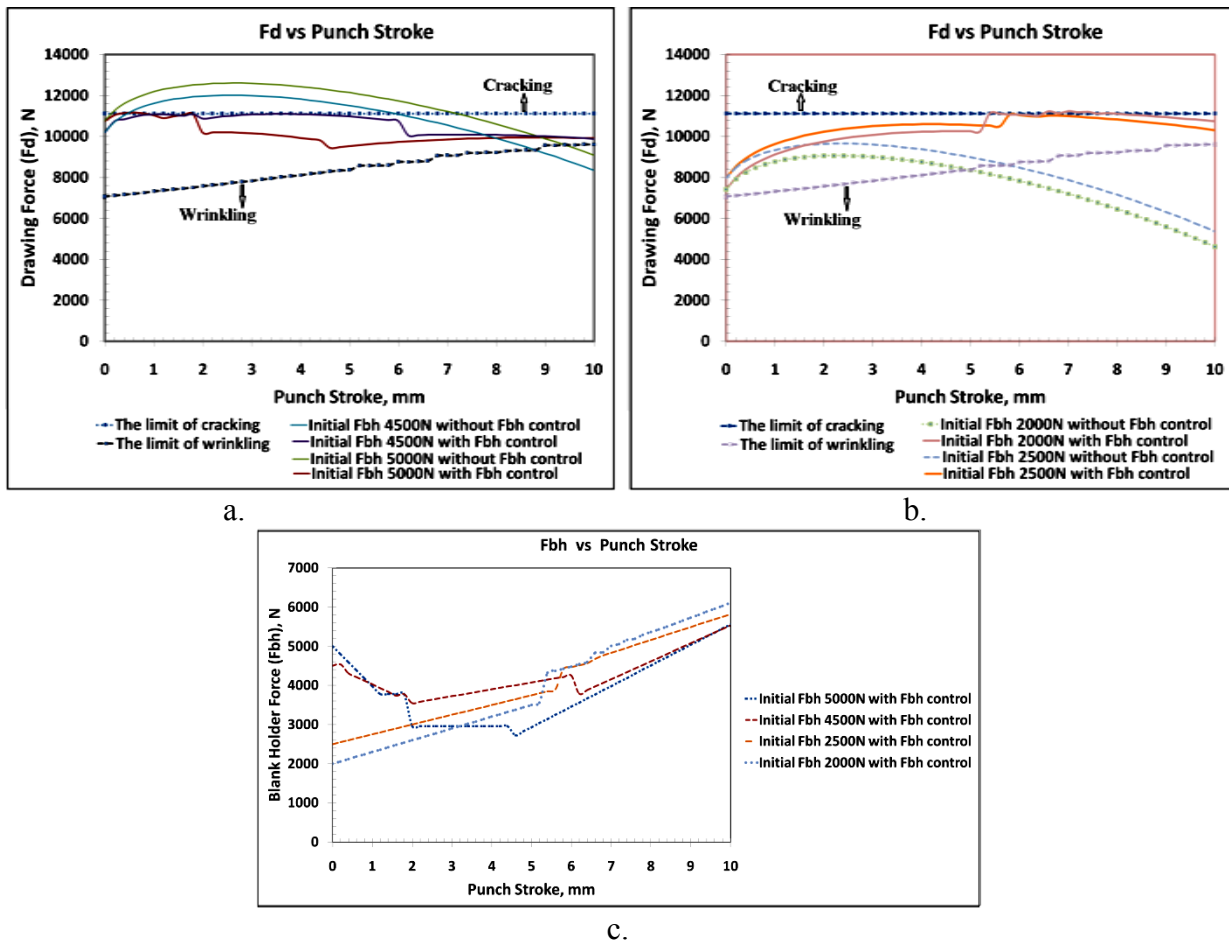 Fd vs Punch Stroke
14000
12000
10000
8000
6000
4000
2000
0
Drawing Force (Fd), N
Cracking
Wrinkling
0 1 2 3 4 5 6 7 8 9 10
Punch Stroke, mm
The limit of cracking
The limit of wrinkling
Initial Fbh 4500N without Fbh control
Initial Fbh 4500N with Fbh control
Initial Fbh 5000N without Fbh control
Initial Fbh 5000N with Fbh control
a.
Fd vs Punch Stroke
14000
12000
10000
8000
6000
4000
2000
0
Drawing Force (Fd), N
Cracking
Wrinkling
0 1 2 3 4 5 6 7 8 9 10
Punch Stroke, mm
The limit of cracking
The limit of wrinkling
Initial Fbh 2000N without Fbh control
Initial Fbh 2000N with Fbh control
Initial Fbh 2500N without Fbh control
Initial Fbh 2500N with Fbh control
b.
Fbh vs Punch Stroke
7000
6000
5000
4000
3000
2000
1000
0
Blank Holder Force (Fbh), N
0 1 2 3 4 5 6 7 8 9 10
Punch Stroke, mm
Initial Fbh 5000N with Fbh control
Initial Fbh 4500N with Fbh control
Initial Fbh 2500N with Fbh control
Initial Fbh 2000N with Fbh control
c.